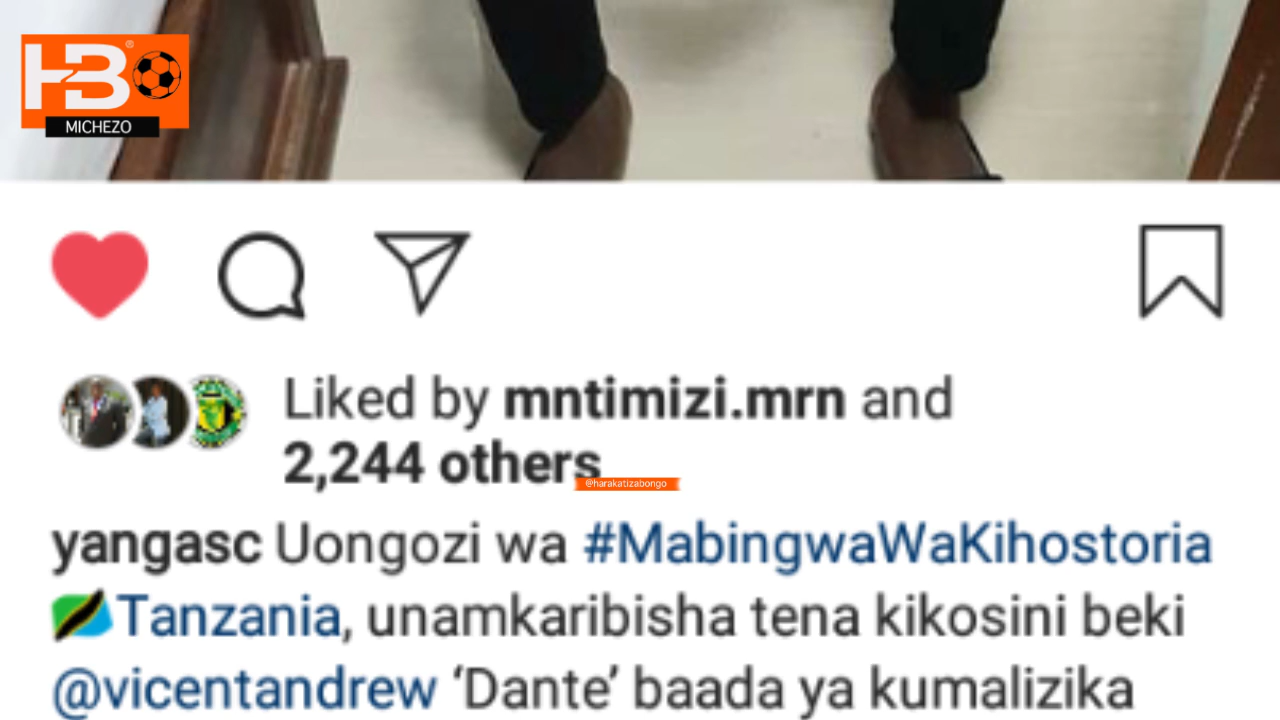 HB®
MICHEZO
Liked by mntimizi.mrn and
2,244 others
@harakatizabongo
yangasc Uongozi wa #MabingwaWaKihostoria
Tanzania, unamkaribisha tena kikosini beki
@vicentandrew ‘Dante’ baada ya kumalizika